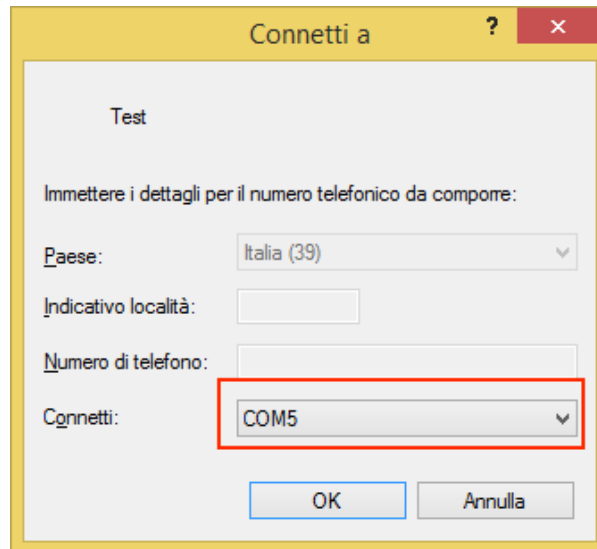 Connetti a
?
×
Test
Immettere i dettagli per il numero telefonico da comporre:
Paese:
Italia (39)
Indicativo località:
Numero di telefono:
Connetti:
COM5
OK
Annulla